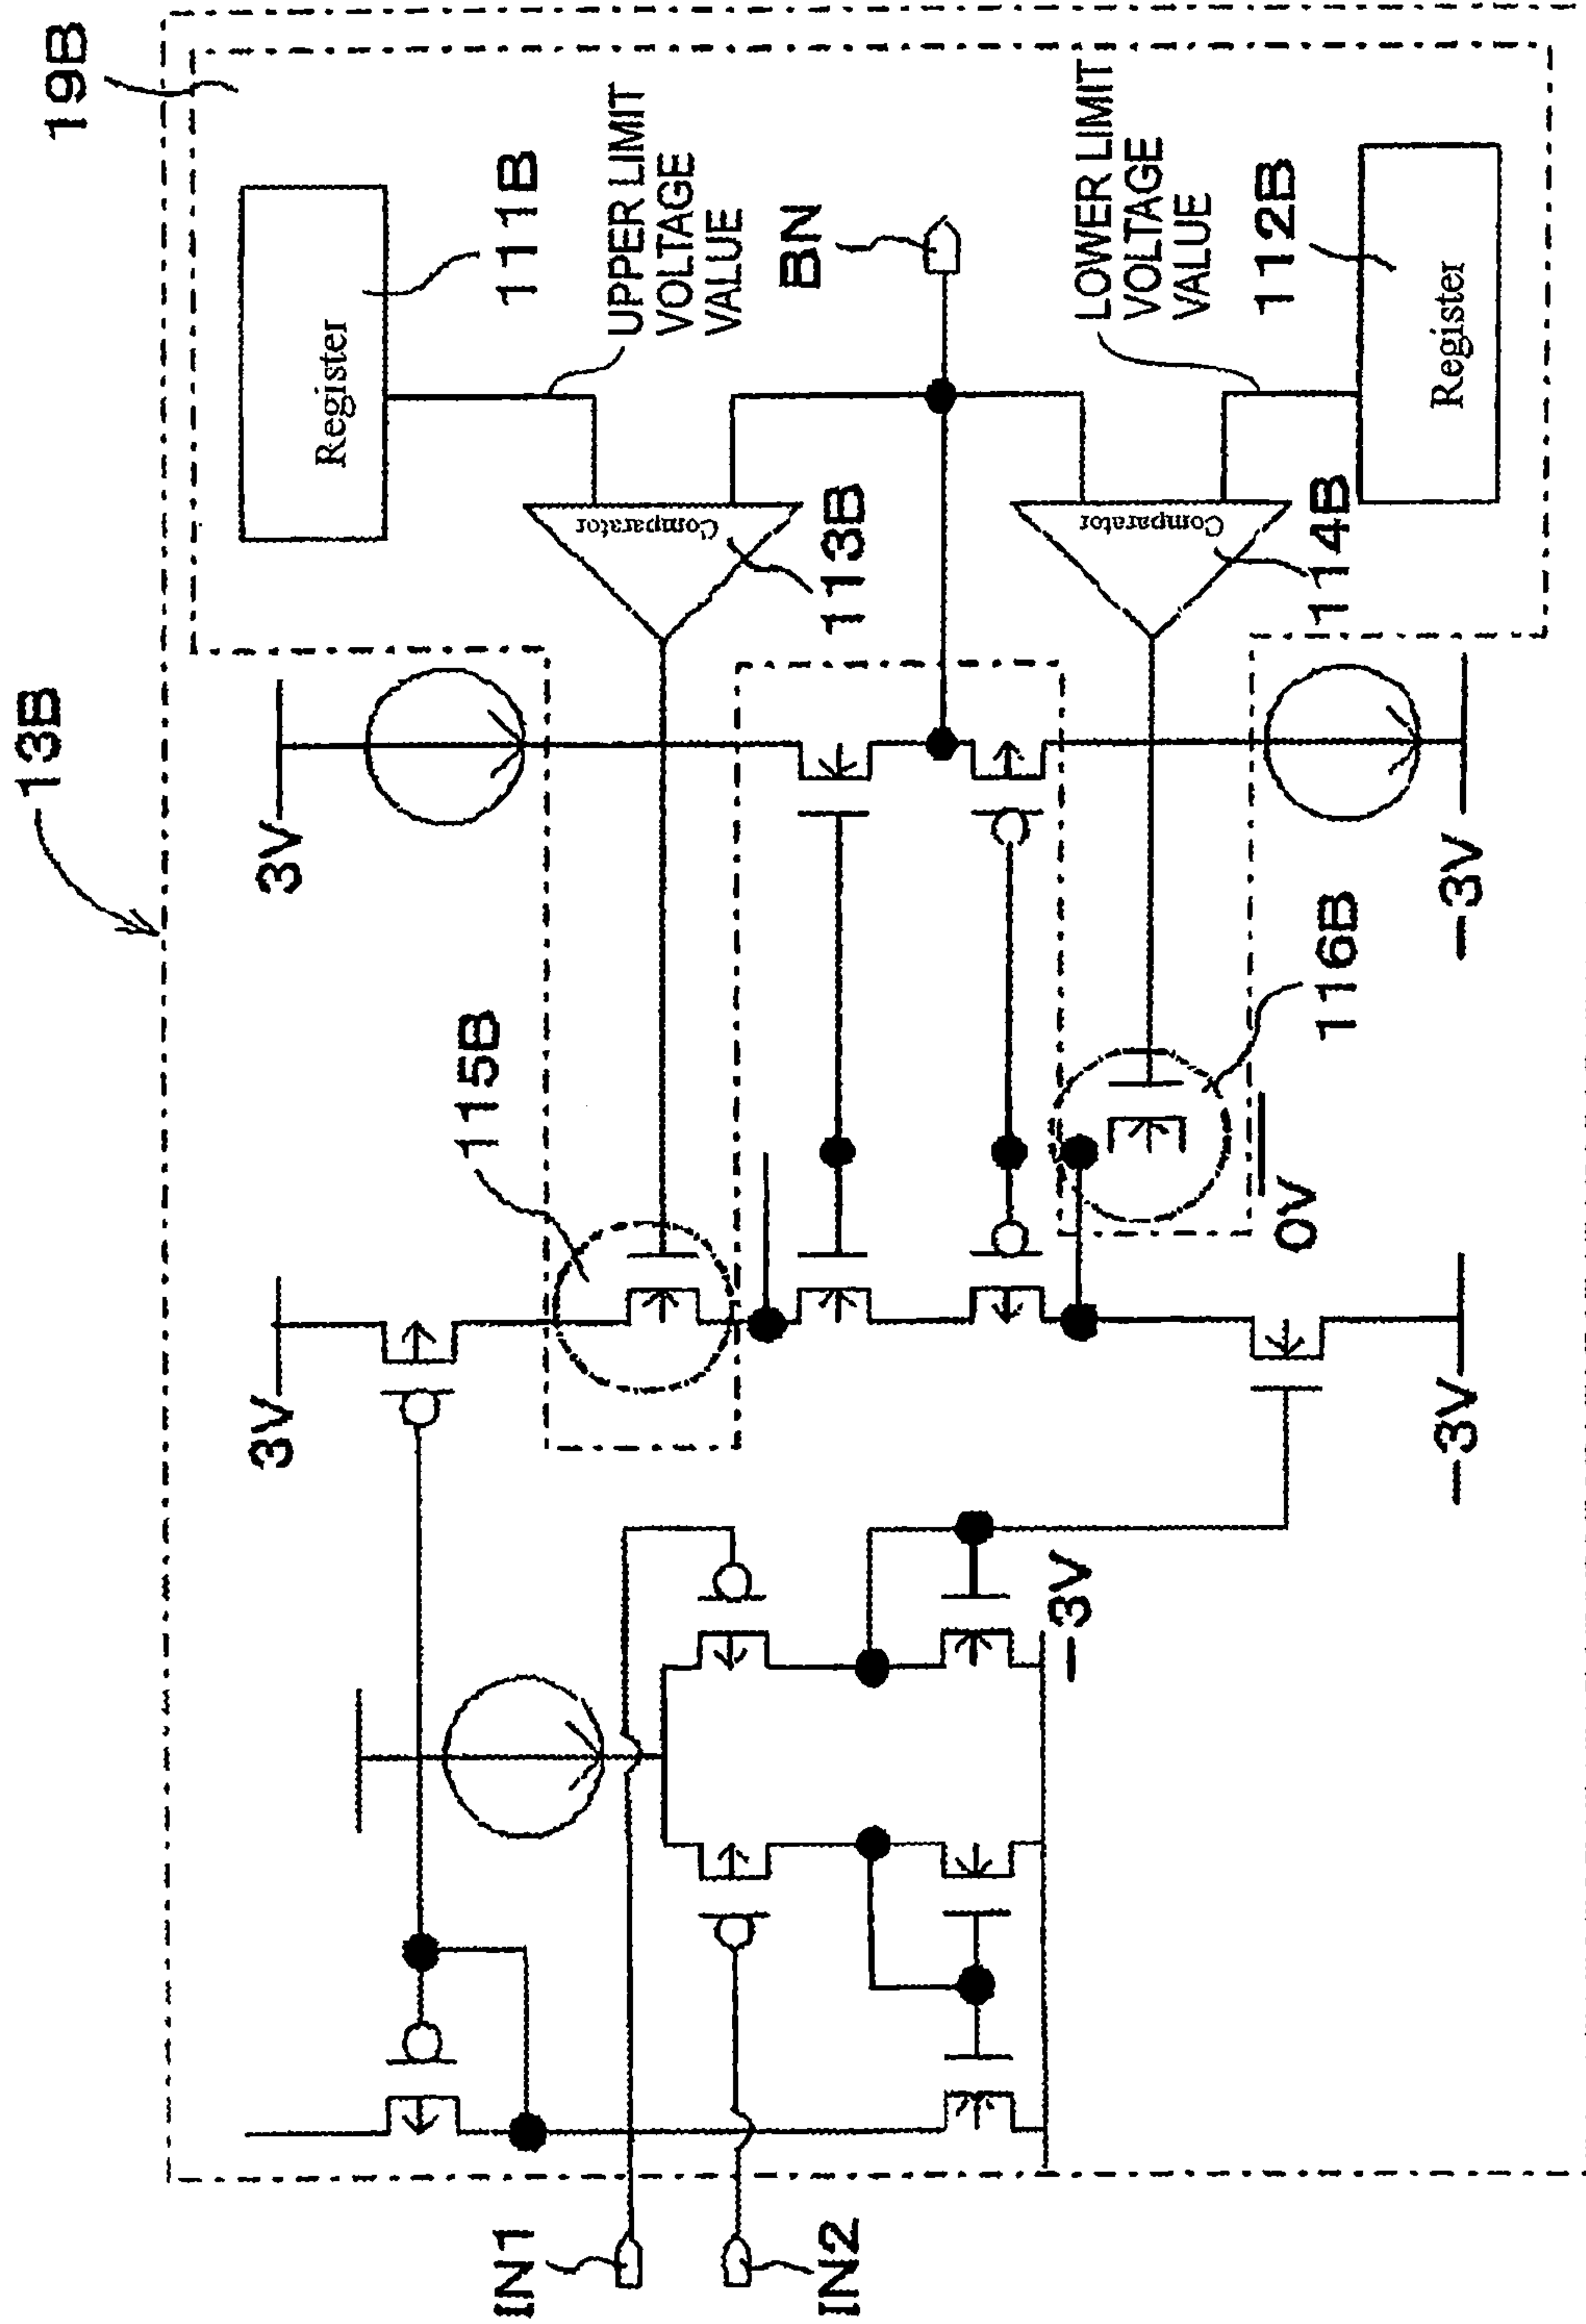 13B
19B
3V
3V
115B
Register
111B
UPPER LIMIT
VOLTAGE
VALUE
Comparator
113B
BN
IN1
IN2
-3V
LOWER LIMIT
VOLTAGE
VALUE
Comparator
114B
112B
Register
116B
0V
-3V
-3V